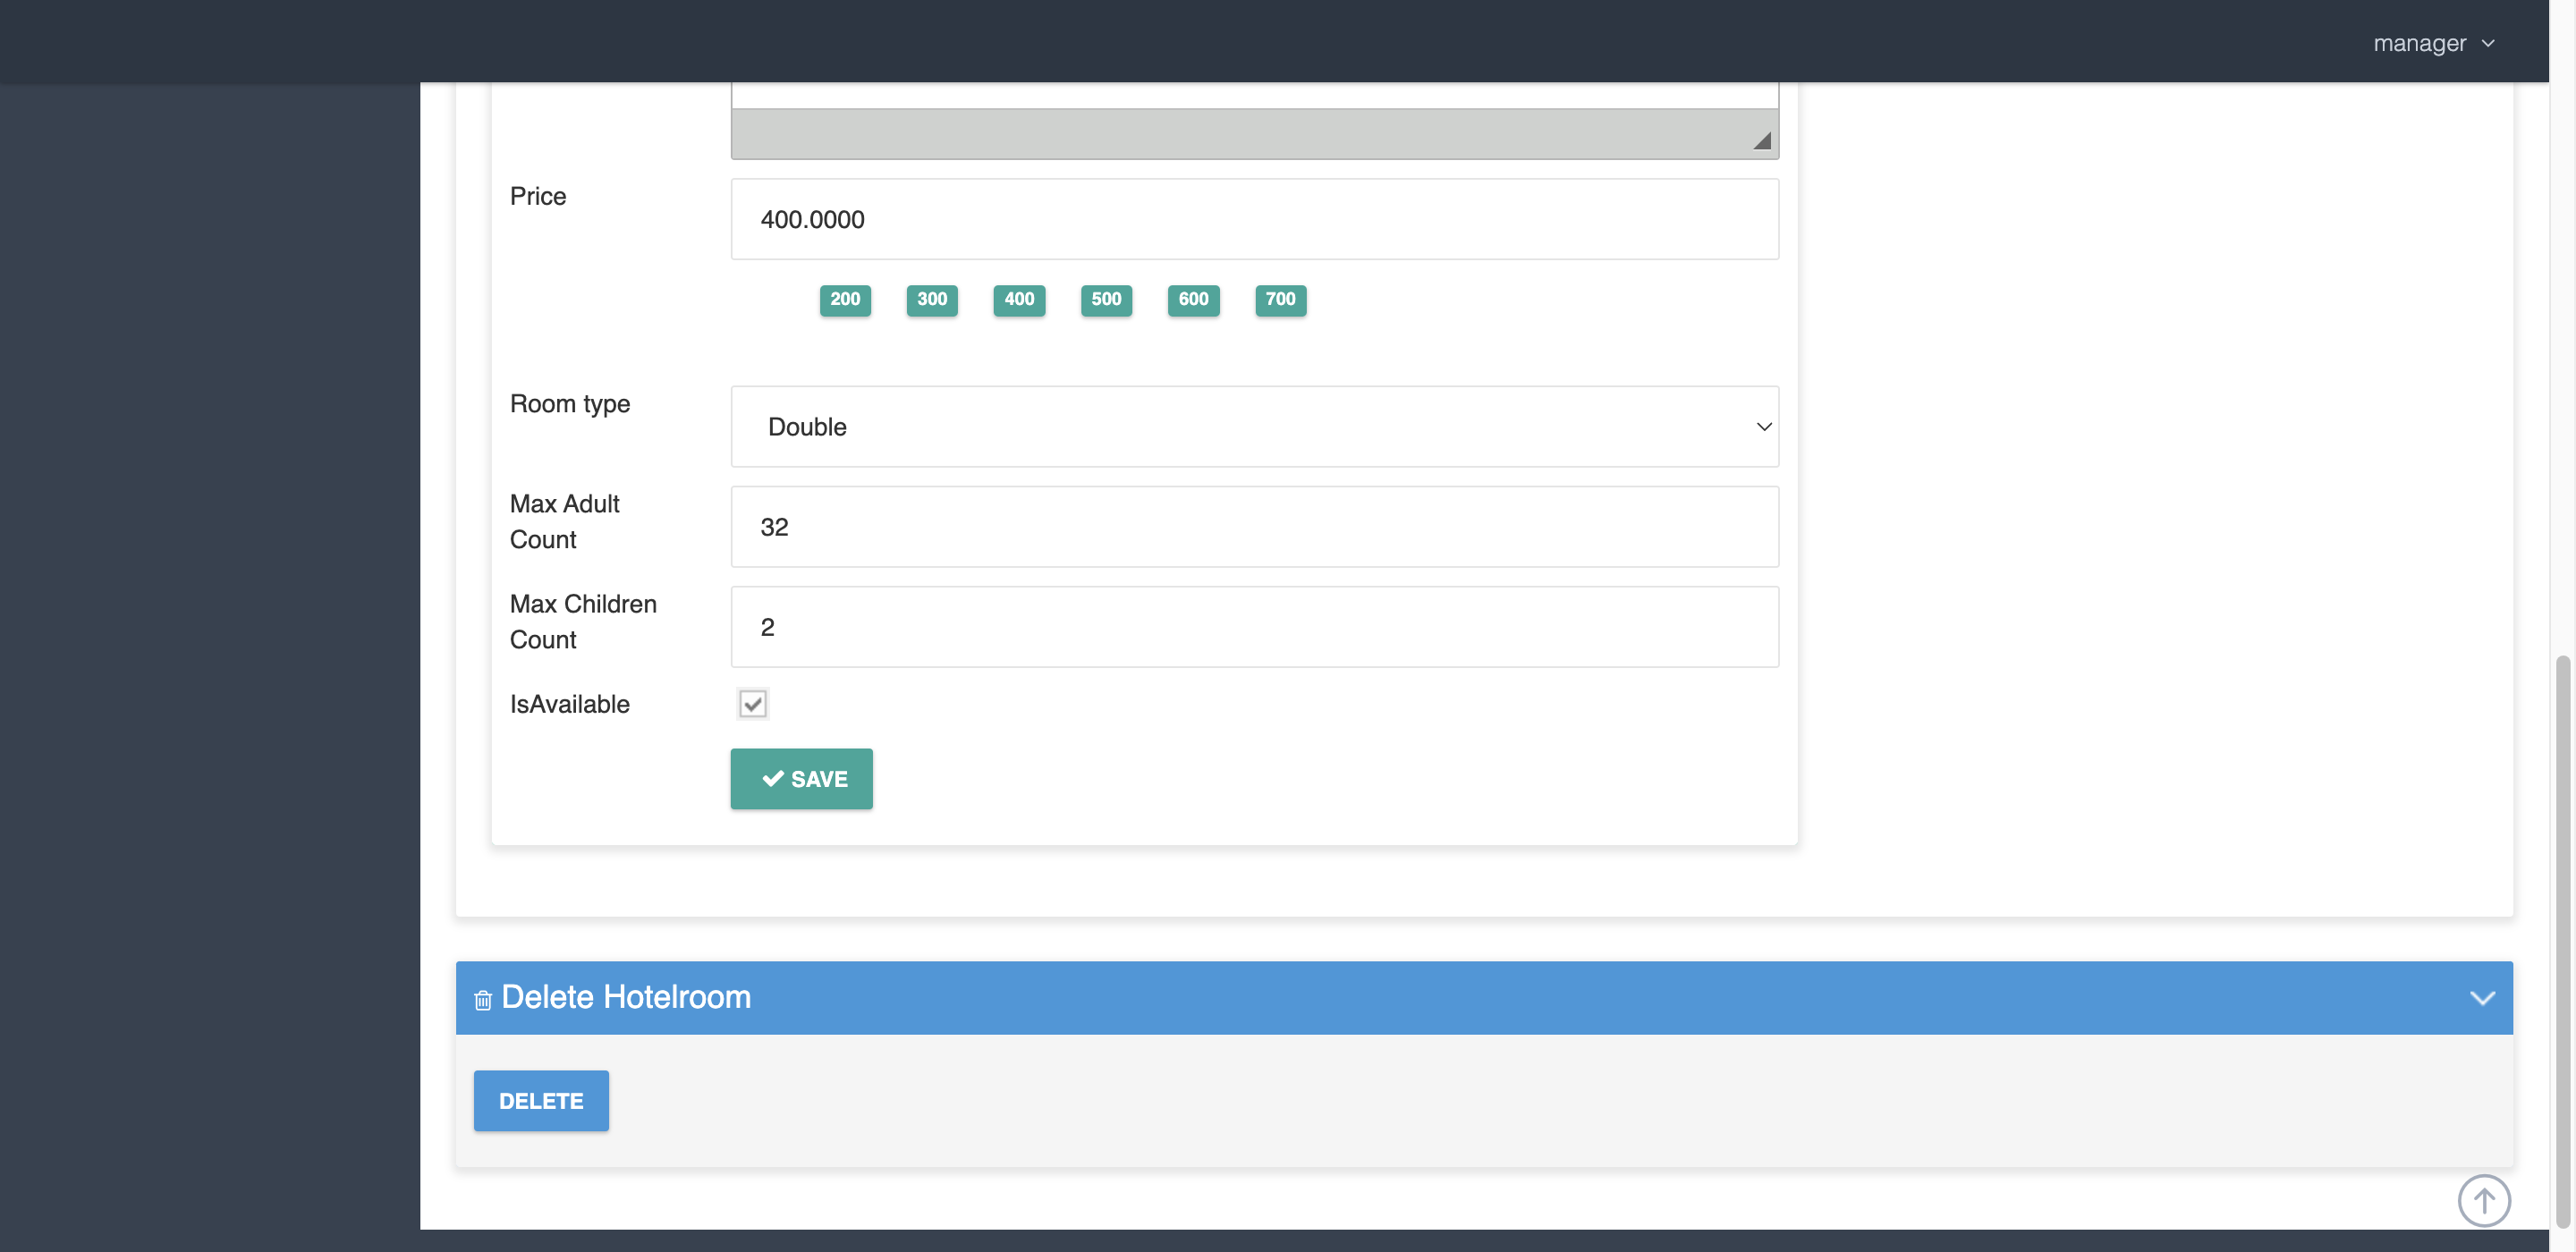 manager
Price
400.0000
200 300 400 500 600 700
Room type
Double
Max Adult
Count
32
Max Children
Count
2
IsAvailable
SAVE
Delete Hotelroom
DELETE